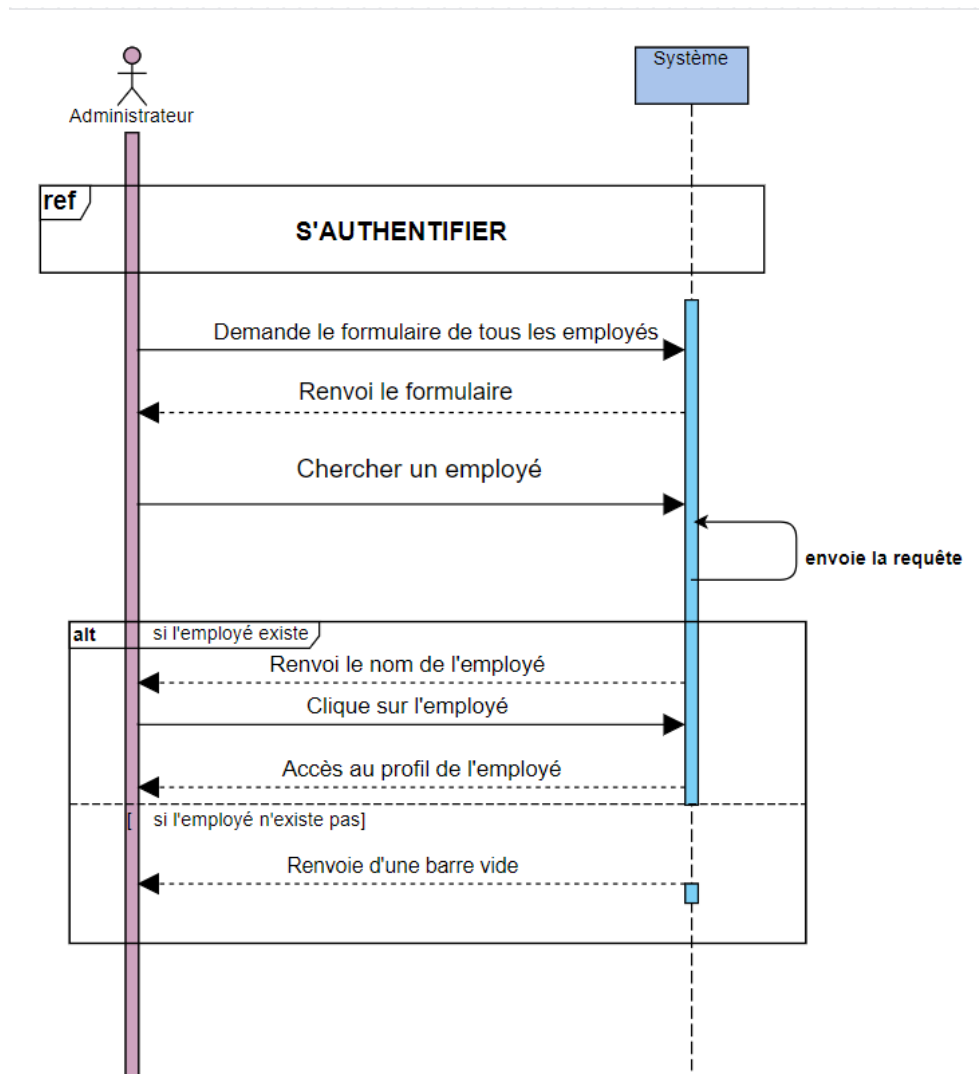 Système
Administrateur
ref
S'AUTHENTIFIER
Demande le formulaire de tous les employés
Renvoi le formulaire
Chercher un employé
envoie la requête
alt si l'employé existe
Renvoi le nom de l'employé
Clique sur l'employé
Accès au profil de l'employé
[ si l'employé n'existe pas]
Renvoie d'une barre vide